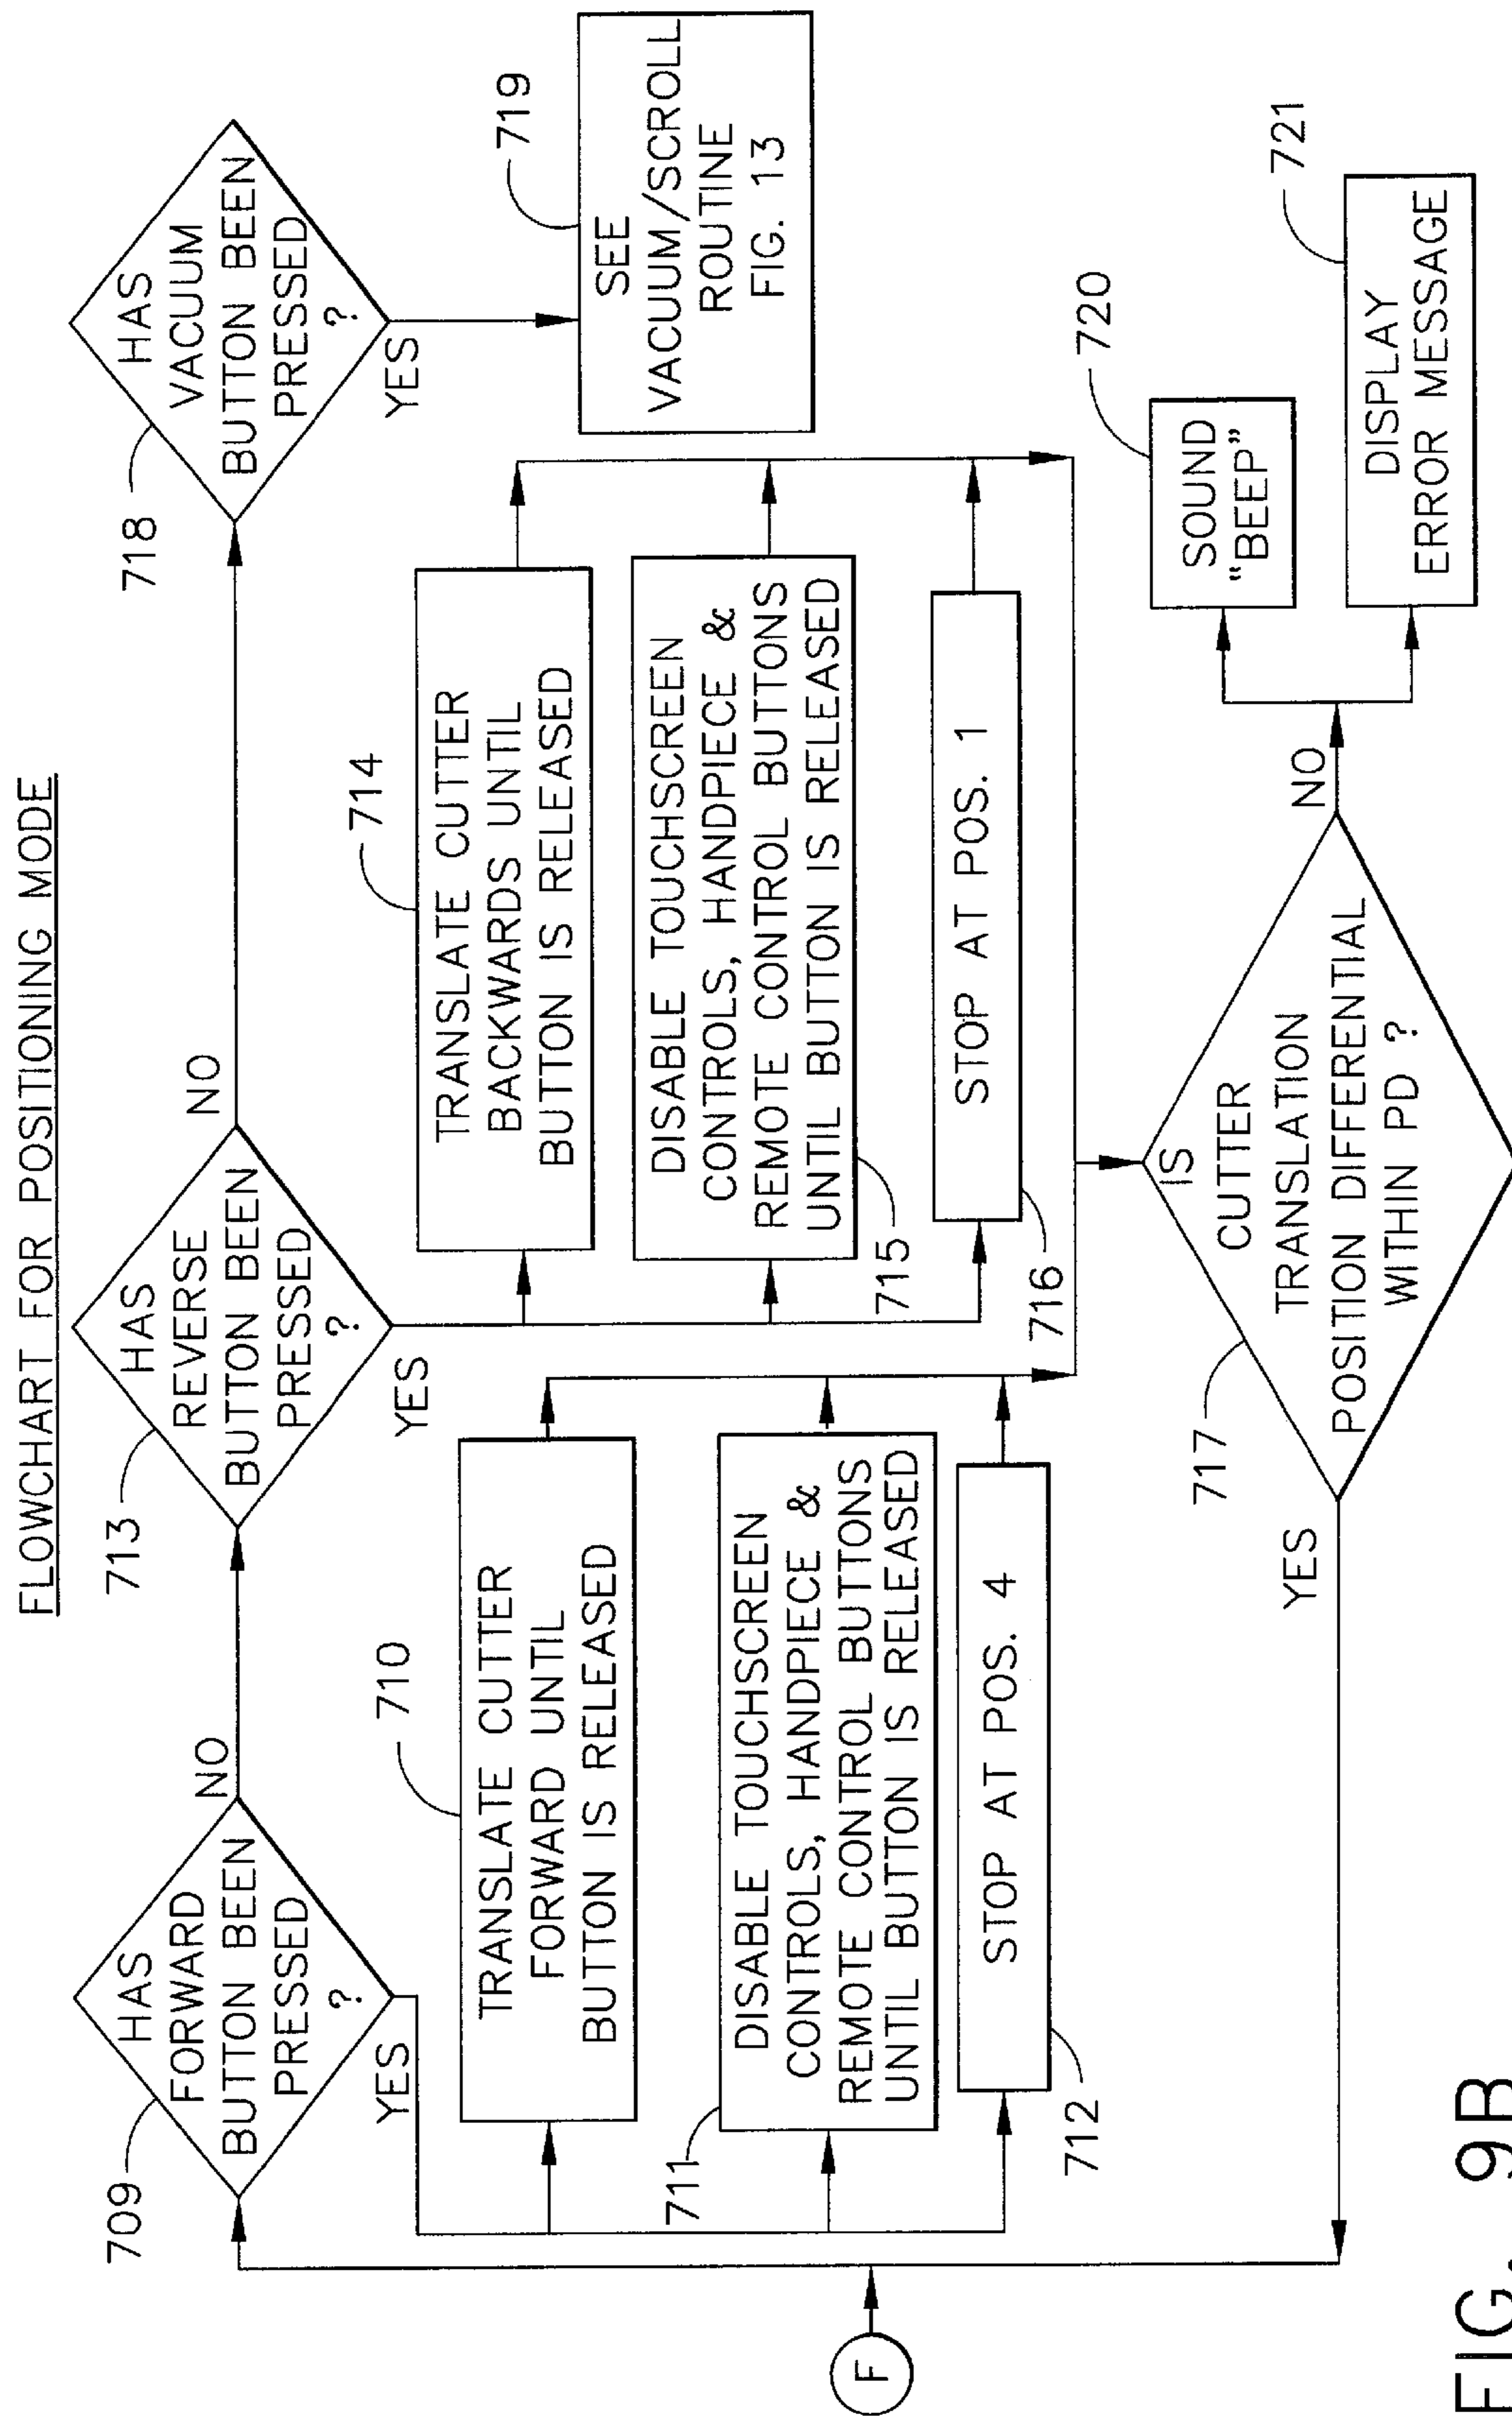 FLOWCHART FOR POSITIONING MODE
709
HAS
FORWARD
BUTTON BEEN
PRESSED
?
NO
YES
713
HAS
REVERSE
BUTTON BEEN
PRESSED
?
NO
YES
718
HAS
VACUUM
BUTTON BEEN
PRESSED
?
YES
719
SEE
VACUUM/SCROLL
ROUTINE
FIG. 13
710
TRANSLATE CUTTER
FORWARD UNTIL
BUTTON IS RELEASED
711
DISABLE TOUCHSCREEN
CONTROLS, HANDPIECE &
REMOTE CONTROL BUTTONS
UNTIL BUTTON IS RELEASED
STOP AT POS. 4
712
714
TRANSLATE CUTTER
BACKWARDS UNTIL
BUTTON IS RELEASED
DISABLE TOUCHSCREEN
CONTROLS, HANDPIECE &
REMOTE CONTROL BUTTONS
UNTIL BUTTON IS RELEASED
715
STOP AT POS. 1
716
F
717
IS
CUTTER
TRANSLATION
POSITION DIFFERENTIAL
WITHIN PD ?
YES
NO
720
SOUND
"BEEP"
721
DISPLAY
ERROR MESSAGE
FIG. 9B